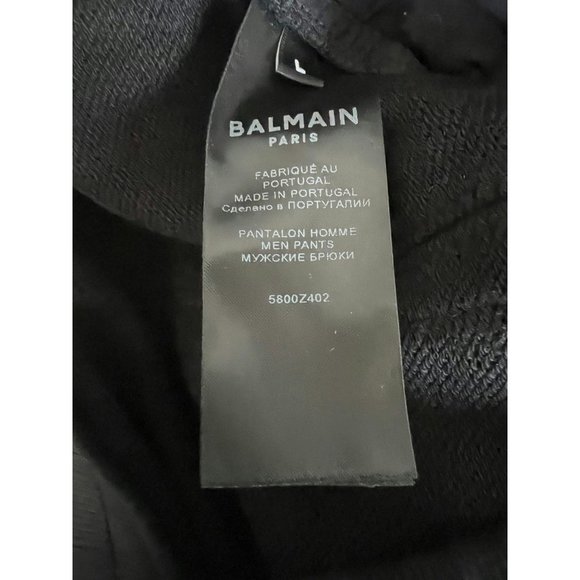 L
BALMAIN
PARIS
FABRIQUÉ AU
PORTUGAL
MADE IN PORTUGAL
Сделано в ПОРТУГАЛИИ
PANTALON HOMME
MEN PANTS
МУЖСКИЕ БРЮКИ
5800Z402